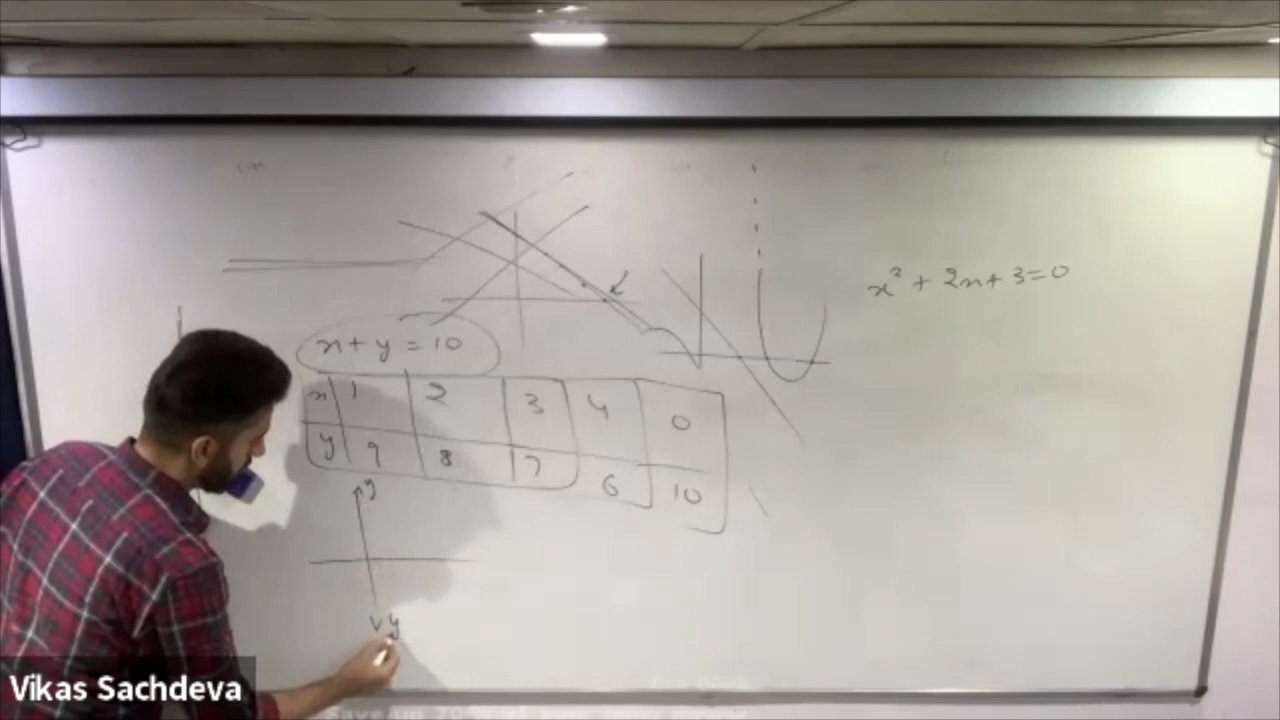 x² + 2x + 3 = 0
x + y = 10
x 1 2 3 4 0
y 9 8 7 6 10
y
y
Vikas Sachdeva